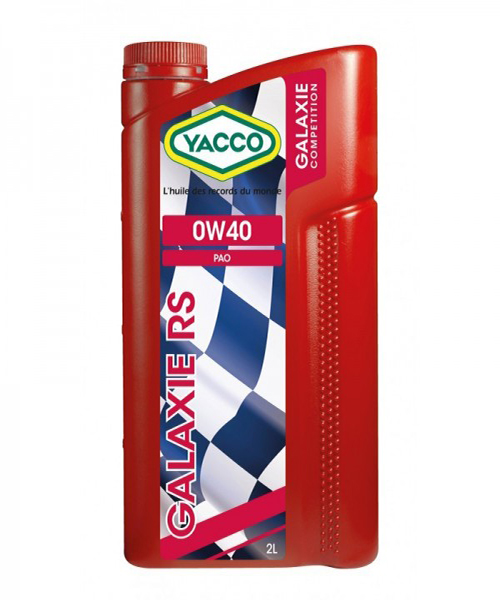 YACCO
L'huile des records du monde
GALAXIE
COMPETITION
0W40
PAO
GALAXIE RS
2L